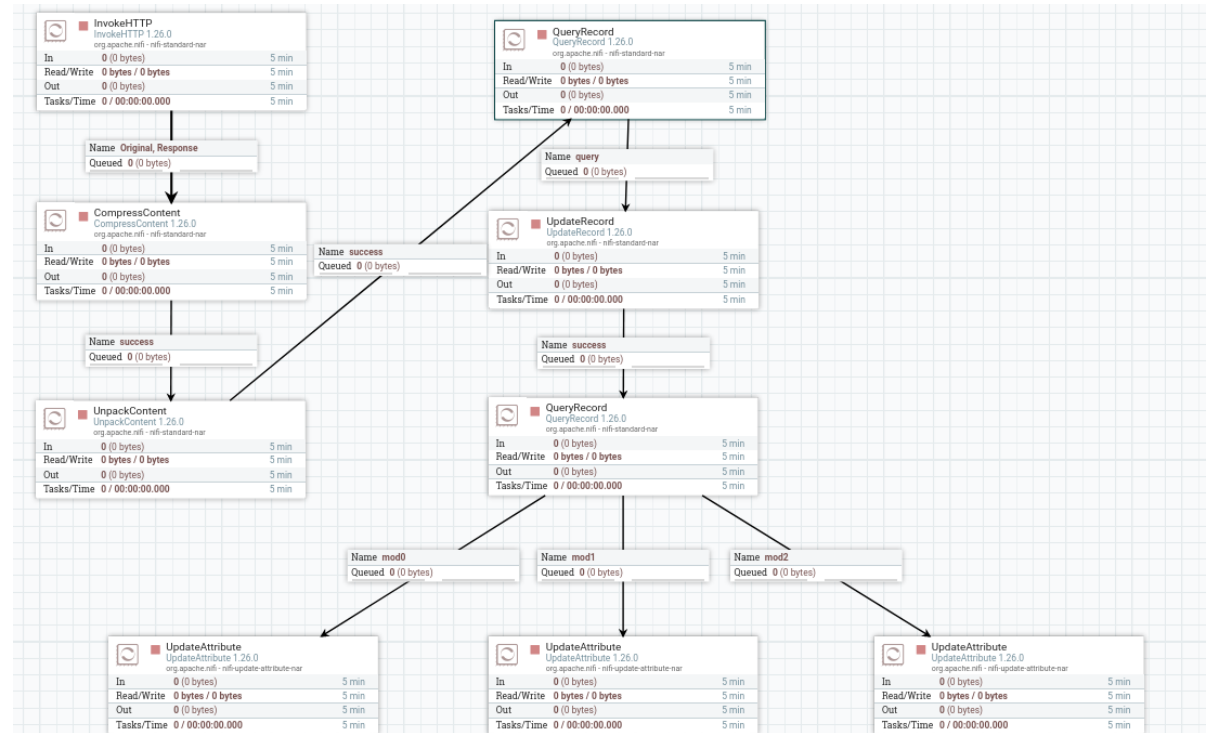 InvokeHTTP
InvokeHTTP 1.26.0
org.apache.nifi - nifi-standard-nar
In 0 (0 bytes) 5 min
Read/Write 0 bytes / 0 bytes 5 min
Out 0 (0 bytes) 5 min
Tasks/Time 0 / 00:00:00.000 5 min
Name Original, Response
Queued 0 (0 bytes)
CompressContent
CompressContent 1.26.0
org.apache.nifi - nifi-standard-nar
In 0 (0 bytes) 5 min
Read/Write 0 bytes / 0 bytes 5 min
Out 0 (0 bytes) 5 min
Tasks/Time 0 / 00:00:00.000 5 min
Name success
Queued 0 (0 bytes)
UnpackContent
UnpackContent 1.26.0
org.apache.nifi - nifi-standard-nar
In 0 (0 bytes) 5 min
Read/Write 0 bytes / 0 bytes 5 min
Out 0 (0 bytes) 5 min
Tasks/Time 0 / 00:00:00.000 5 min
Name success
Queued 0 (0 bytes)
QueryRecord
QueryRecord 1.26.0
org.apache.nifi - nifi-standard-nar
In 0 (0 bytes) 5 min
Read/Write 0 bytes / 0 bytes 5 min
Out 0 (0 bytes) 5 min
Tasks/Time 0 / 00:00:00.000 5 min
Name query
Queued 0 (0 bytes)
UpdateRecord
UpdateRecord 1.26.0
org.apache.nifi - nifi-standard-nar
In 0 (0 bytes) 5 min
Read/Write 0 bytes / 0 bytes 5 min
Out 0 (0 bytes) 5 min
Tasks/Time 0 / 00:00:00.000 5 min
Name success
Queued 0 (0 bytes)
QueryRecord
QueryRecord 1.26.0
org.apache.nifi - nifi-standard-nar
In 0 (0 bytes) 5 min
Read/Write 0 bytes / 0 bytes 5 min
Out 0 (0 bytes) 5 min
Tasks/Time 0 / 00:00:00.000 5 min
Name mod0
Queued 0 (0 bytes)
Name mod1
Queued 0 (0 bytes)
Name mod2
Queued 0 (0 bytes)
UpdateAttribute
UpdateAttribute 1.26.0
org.apache.nifi - nifi-update-attribute-nar
In 0 (0 bytes) 5 min
Read/Write 0 bytes / 0 bytes 5 min
Out 0 (0 bytes) 5 min
Tasks/Time 0 / 00:00:00.000 5 min
UpdateAttribute
UpdateAttribute 1.26.0
org.apache.nifi - nifi-update-attribute-nar
In 0 (0 bytes) 5 min
Read/Write 0 bytes / 0 bytes 5 min
Out 0 (0 bytes) 5 min
Tasks/Time 0 / 00:00:00.000 5 min
UpdateAttribute
UpdateAttribute 1.26.0
org.apache.nifi - nifi-update-attribute-nar
In 0 (0 bytes) 5 min
Read/Write 0 bytes / 0 bytes 5 min
Out 0 (0 bytes) 5 min
Tasks/Time 0 / 00:00:00.000 5 min